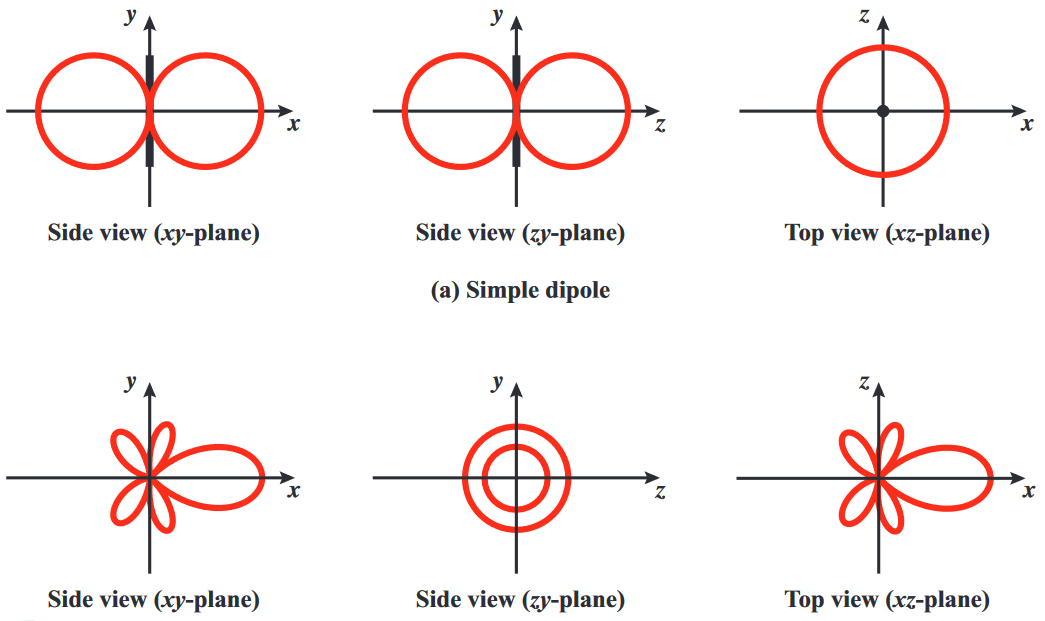 y
x
Side view (xy-plane)
y
z
Side view (zy-plane)
z
x
Top view (xz-plane)
(a) Simple dipole
y
x
Side view (xy-plane)
y
z
Side view (zy-plane)
z
x
Top view (xz-plane)